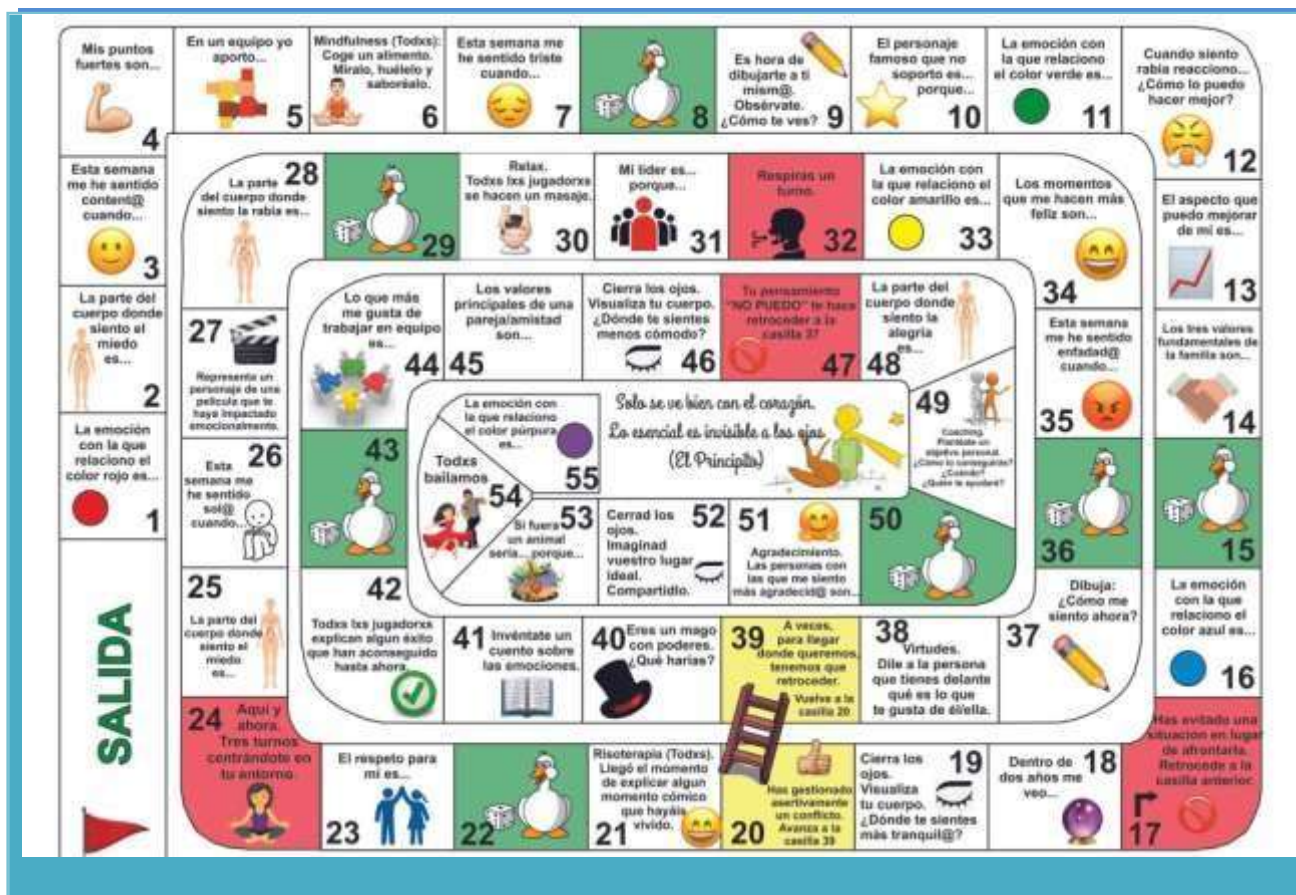 SALIDA
La emoción
con la que
relaciono el
color rojo es...
1
La parte del
cuerpo donde
siento el
miedo
es...
2
Esta semana
me he sentido
content@
cuando...
3
Mis puntos
fuertes son...
4
En un equipo yo
aporto...
5
Mindfulness (Todxs):
Coge un alimento.
Míralo, huélelo y
saboréalo.
6
Esta semana me
he sentido triste
cuando...
7
8
Es hora de
dibujarte a ti
mism@.
Obsérvate.
¿Cómo te ves?
9
El personaje
famoso que no
soporto es...
porque...
10
La emoción con
la que relaciono
el color verde es...
11
Cuando siento
rabia reacciono...
¿Cómo lo puedo
hacer mejor?
12
El aspecto que
puedo mejorar
de mi es...
13
Los tres valores
fundamentales de
la familia son...
14
15
La emoción
con la que
relaciono el
color azul es...
16
Has evitado una
situación en lugar
de afrontarla.
Retrocede a la
casilla anterior.
17
Dentro de
dos años me
veo...
18
Cierra los
ojos.
Visualiza
tu cuerpo.
¿Dónde te sientes
más tranquil@?
19
Has gestionado
asertivamente
un conflicto.
Avanza a la
casilla 39
20
Risoterapia (Todxs).
Llegó el momento
de explicar algun
momento cómico
que hayáis
vivido.
21
22
El respeto para
mi es...
23
24
Aquí y
ahora.
Tres turnos
centrándote en
tu entorno.
25
La parte del
cuerpo donde
siento el
miedo
es...
26
Esta
semana me
he sentido
sol@
cuando...
27
Representa un
personaje de una
película que te
haya impactado
emocionalmente.
28
La parte
del cuerpo donde
siento la rabia es...
29
Relax.
Todxs lxs jugadorxs
se hacen un masaje.
30
Mi líder es...
porque...
31
Respiras un
turno.
32
La emoción con
la que relaciono el
color amarillo es...
33
Los momentos
que me hacen más
feliz son...
34
Esta semana
me he sentido
enfadad@
cuando...
35
36
Dibuja:
¿Cómo me
siento ahora?
37
38
Virtudes.
Dile a la persona
que tienes delante
qué es lo que
te gusta de él/ella.
39
A veces,
para llegar
donde queremos,
tenemos que
retroceder.
Vuelve a la
casilla 20
40
Eres un mago
con poderes.
¿Qué harías?
41
Invéntate un
cuento sobre
las emociones.
42
Todxs lxs jugadorxs
explican algun éxito
que han aconseguido
hasta ahora.
43
Lo que más
me gusta de
trabajar en equipo
es...
44
Los valores
principales de una
pareja/amistad
son...
45
Cierra los ojos.
Visualiza tu cuerpo.
¿Dónde te sientes
menos cómodo?
46
Tu pensamiento
"NO PUEDO" te hace
retroceder a la
casilla 37
47
La parte del
cuerpo donde
siento la
alegría
es...
48
49
Coaching.
Plantéate un
objetivo personal.
¿Cómo lo conseguirás?
¿Cuándo?
¿Quién te ayudará?
50
51
Agradecimiento.
Las personas con
las que me siento
más agradecid@ son...
52
Cerrad los
ojos.
Imaginad
vuestro lugar
ideal.
Compartidlo.
53
Si fuera
un animal
sería... porque...
Todxs
bailamos
54
La emoción con
la que relaciono
el color púrpura
es...
55
Solo se ve bien con el corazón.
Lo esencial es invisible a los ojos
(El Principito)